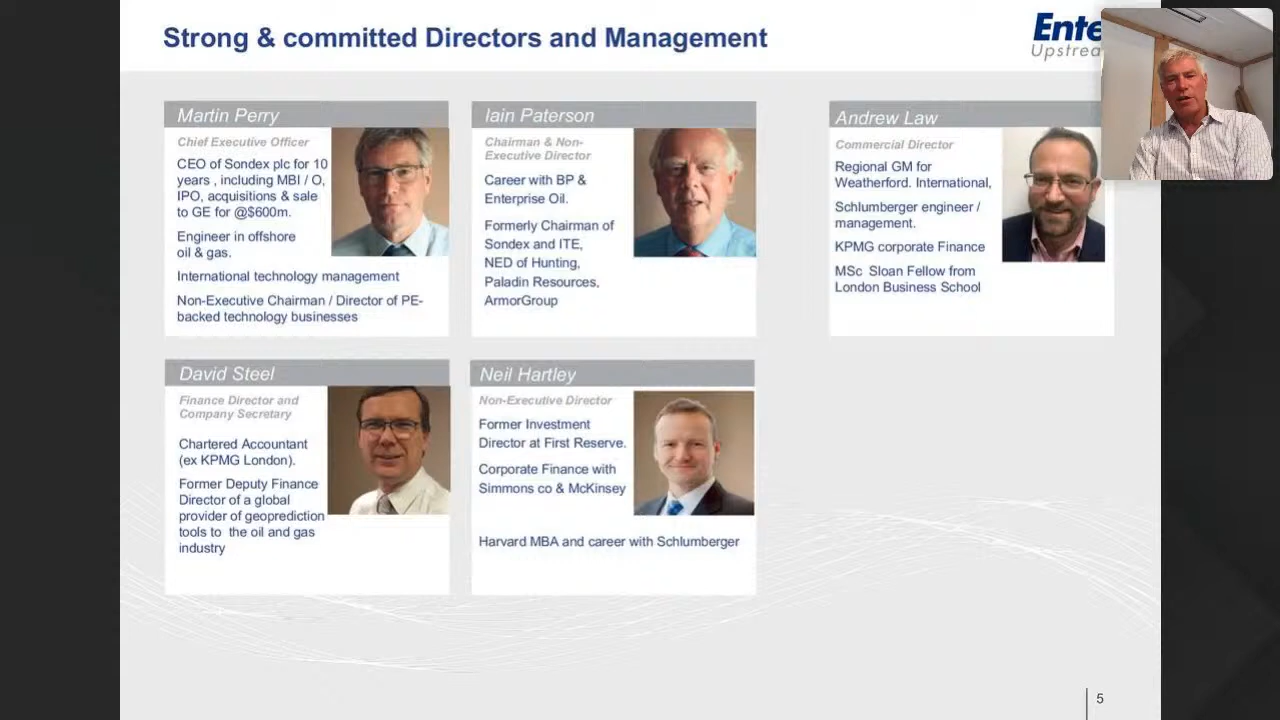 Strong & committed Directors and Management
Ente
Upstrea
Martin Perry
Chief Executive Officer
CEO of Sondex plc for 10
years , including MBI / O,
IPO, acquisitions & sale
to GE for @$600m.
Engineer in offshore
oil & gas.
International technology management
Non-Executive Chairman / Director of PE-
backed technology businesses
Iain Paterson
Chairman & Non-
Executive Director
Career with BP &
Enterprise Oil.
Formerly Chairman of
Sondex and ITE,
NED of Hunting,
Paladin Resources,
ArmorGroup
Andrew Law
Commercial Director
Regional GM for
Weatherford. International,
Schlumberger engineer /
management.
KPMG corporate Finance
MSc Sloan Fellow from
London Business School
David Steel
Finance Director and
Company Secretary
Chartered Accountant
(ex KPMG London).
Former Deputy Finance
Director of a global
provider of geoprediction
tools to the oil and gas
industry
Neil Hartley
Non-Executive Director
Former Investment
Director at First Reserve.
Corporate Finance with
Simmons co & McKinsey
Harvard MBA and career with Schlumberger
5